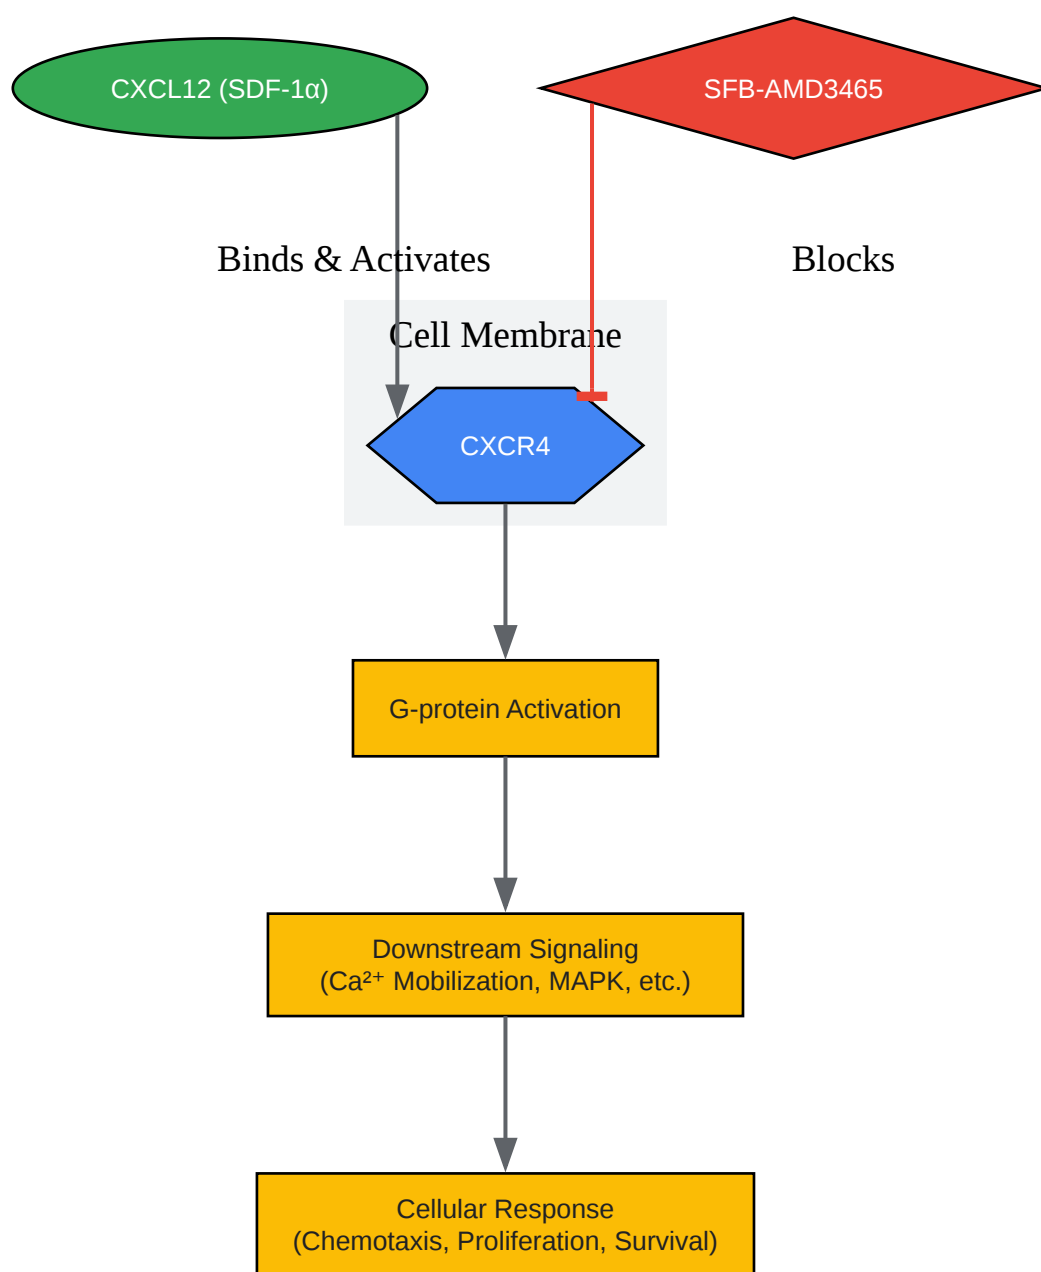 CXCL12 (SDF-1α)
SFB-AMD3465
Binds & Activates
Blocks
Cell Membrane
CXCR4
G-protein Activation
Downstream Signaling
(Ca²⁺ Mobilization, MAPK, etc.)
Cellular Response
(Chemotaxis, Proliferation, Survival)